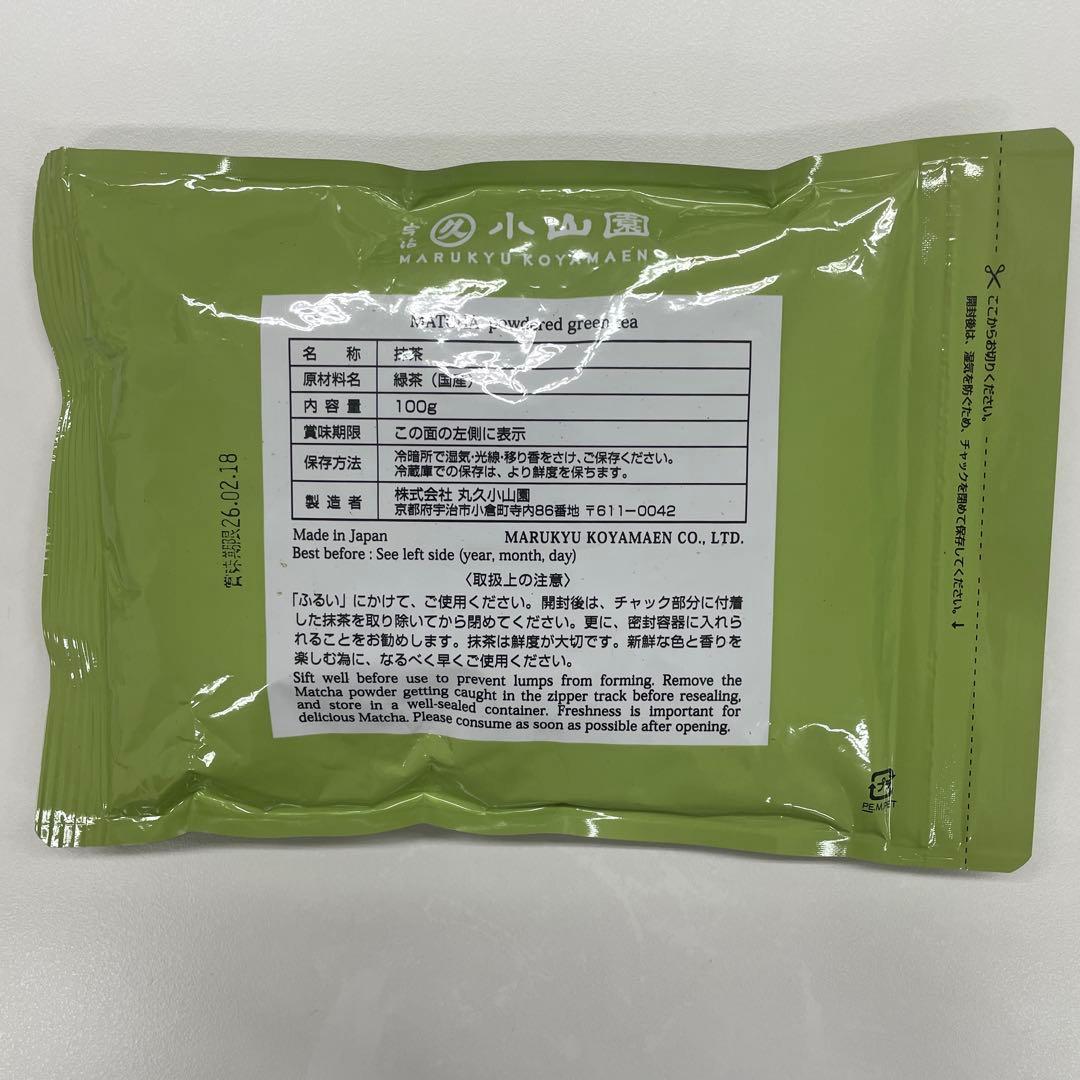 宇治 久 小山園
MARUKYU KOYAMAEN
MATCHA powdered green tea
名称 抹茶
原材料名 緑茶（国産）
内容量 100g
賞味期限 この面の左側に表示
保存方法 冷暗所で湿気・光線・移り香をさけ、ご保存ください。
冷蔵庫での保存は、より鮮度を保ちます。
製造者 株式会社 丸久小山園
京都府宇治市小倉町寺内86番地 〒611-0042
Made in Japan MARUKYU KOYAMAEN CO., LTD.
Best before : See left side (year, month, day)
〈取扱上の注意〉
「ふるい」にかけて、ご使用ください。開封後は、チャック部分に付着
した抹茶を取り除いてから閉めてください。更に、密封容器に入れら
れることをお勧めします。抹茶は鮮度が大切です。新鮮な色と香りを
楽しむ為に、なるべく早くご使用ください。
Sift well before use to prevent lumps from forming. Remove the
Matcha powder getting caught in the zipper track before resealing,
and store in a well-sealed container. Freshness is important for
delicious Matcha. Please consume as soon as possible after opening.
賞味期限26.02.18
ここからお切りください。
開封後は、湿気を防ぐため、チャックを閉めて保存してください。
プラ
PE.M.PET